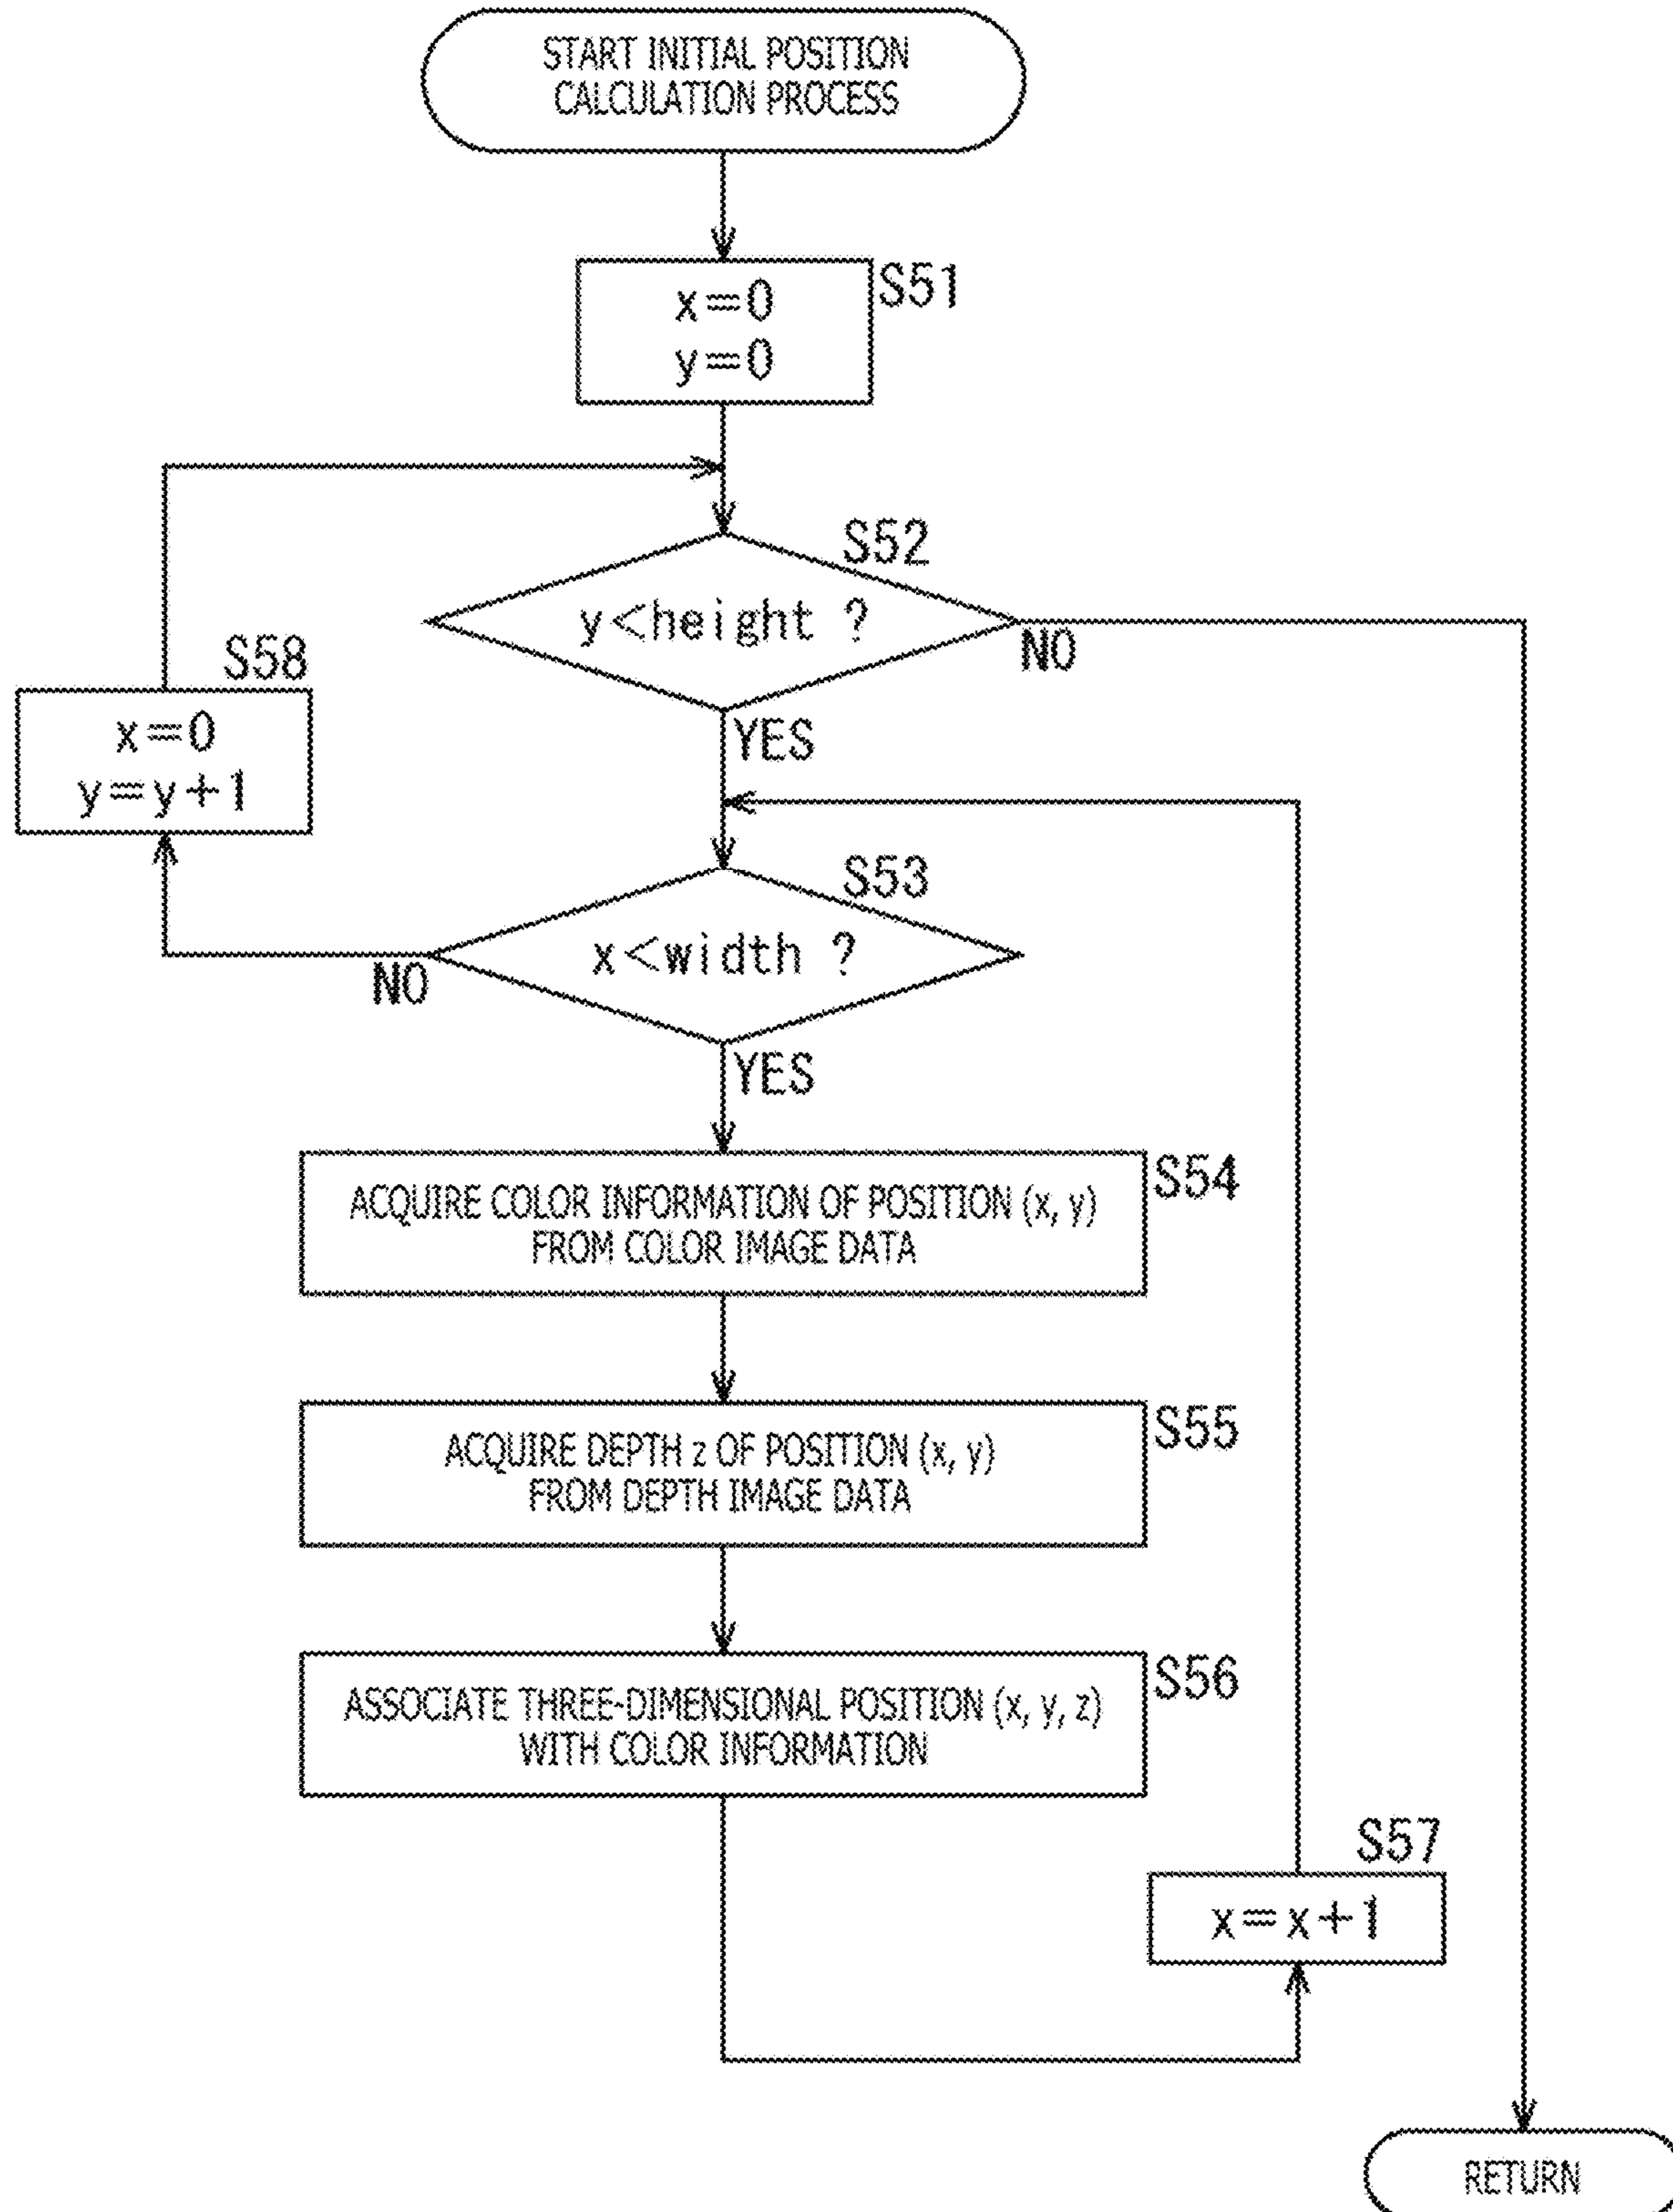 START INITIAL POSITION
CALCULATION PROCESS
S51
x=0
y=0
S52
y<height ?
NO
YES
S58
x=0
y=y+1
S53
x<width ?
NO
YES
S54
ACQUIRE COLOR INFORMATION OF POSITION (x, y)
FROM COLOR IMAGE DATA
S55
ACQUIRE DEPTH z OF POSITION (x, y)
FROM DEPTH IMAGE DATA
S56
ASSOCIATE THREE-DIMENSIONAL POSITION (x, y, z)
WITH COLOR INFORMATION
S57
x=x+1
RETURN